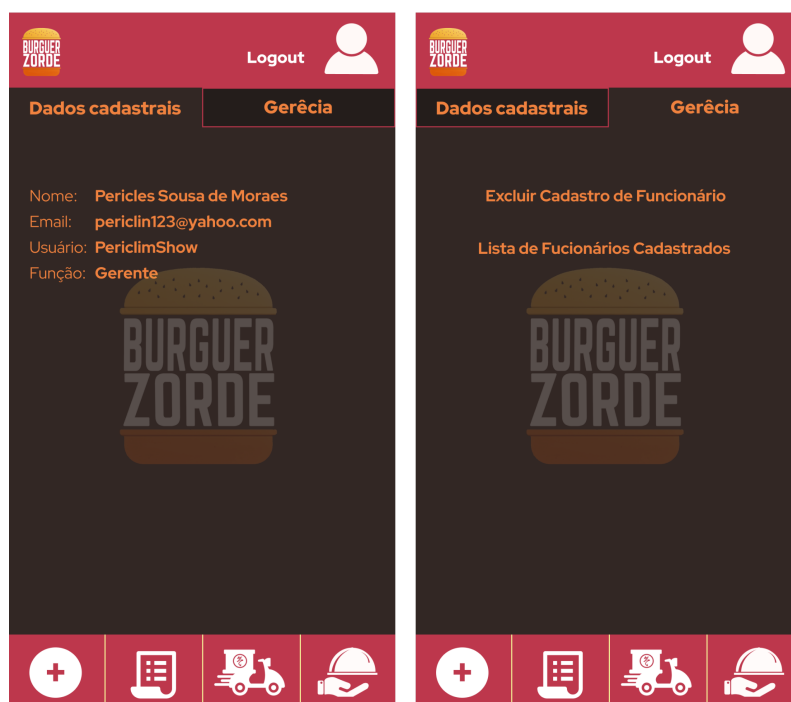 BURGUER
ZORDE
Logout
Dados cadastrais
Gerêcia
Nome: Pericles Sousa de Moraes
Email: periclin123@yahoo.com
Usuário: PericlimShow
Função: Gerente
BURGUER
ZORDE
BURGUER
ZORDE
Logout
Dados cadastrais
Gerêcia
Excluir Cadastro de Funcionário
Lista de Fucionários Cadastrados
BURGUER
ZORDE